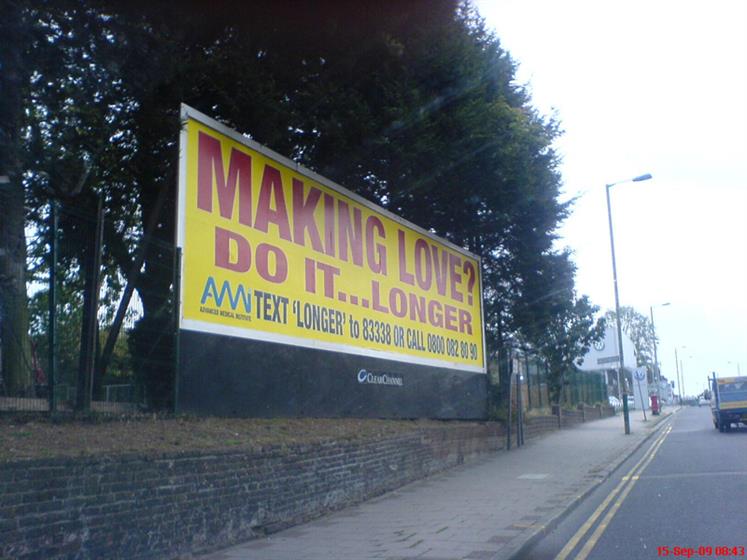 MAKING LOVE?
DO IT...LONGER
AMI
ADVANCED MEDICAL INSTITUTE
TEXT 'LONGER' to 83338 OR CALL 0800 082 80 90
CLEARCHANNEL
15-Sep-09 08:43